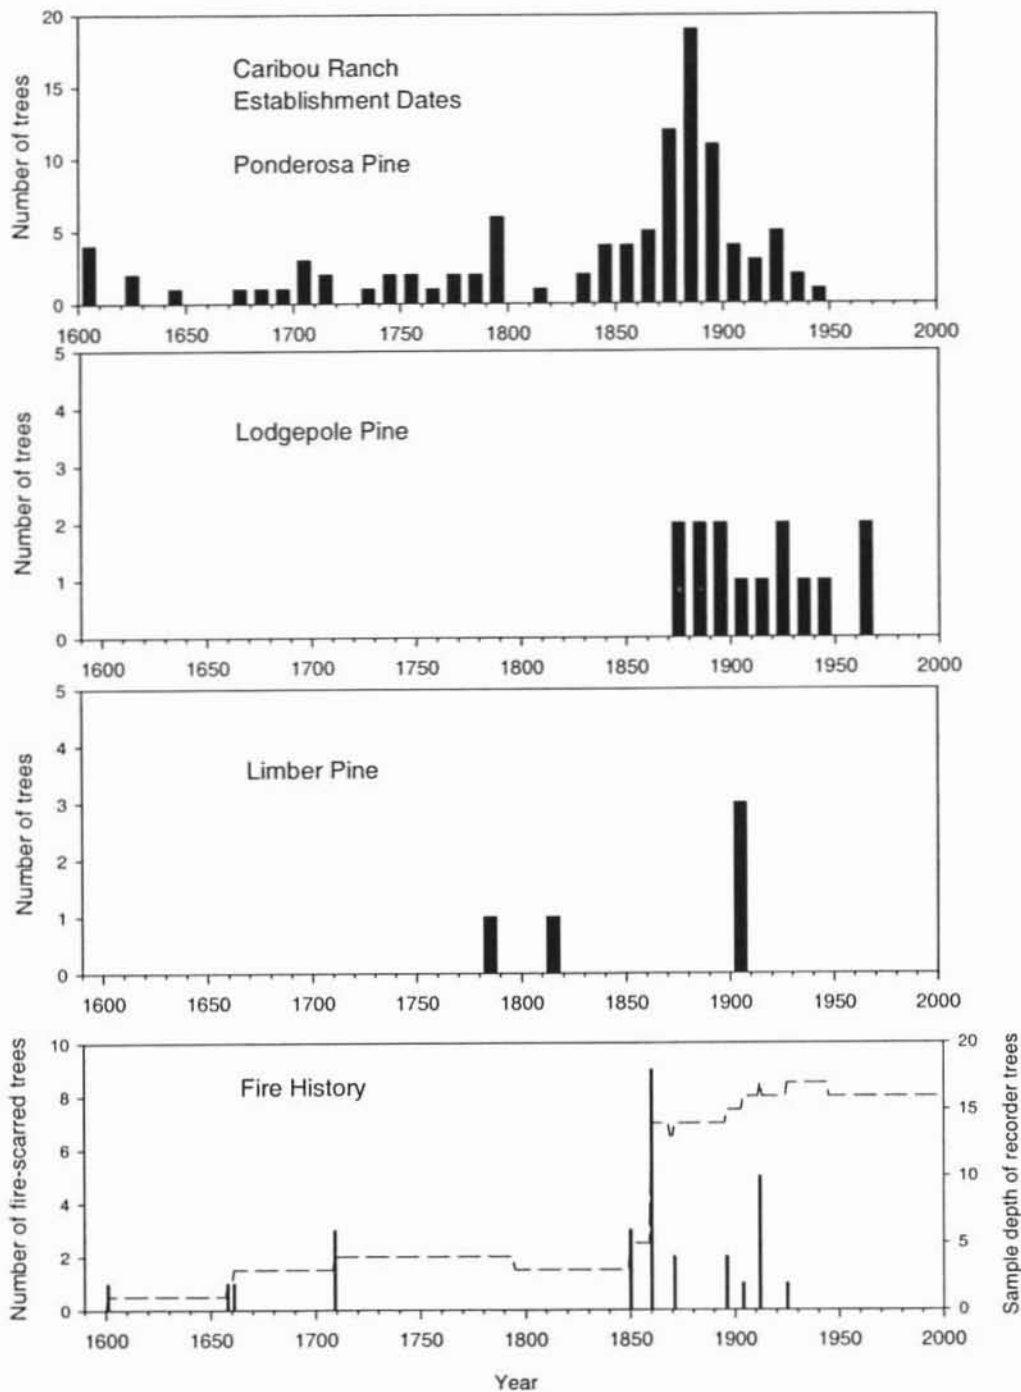 Number of trees
20
15
10
5
0
Caribou Ranch
Establishment Dates
Ponderosa Pine
1600 1650 1700 1750 1800 1850 1900 1950 2000
Number of trees
5
4
3
2
1
0
Lodgepole Pine
1600 1650 1700 1750 1800 1850 1900 1950 2000
Number of trees
5
4
3
2
1
0
Limber Pine
1600 1650 1700 1750 1800 1850 1900 1950 2000
Number of fire-scarred trees
10
8
6
4
2
0
Fire History
20
15
10
5
0
Sample depth of recorder trees
1600 1650 1700 1750 1800 1850 1900 1950 2000
Year